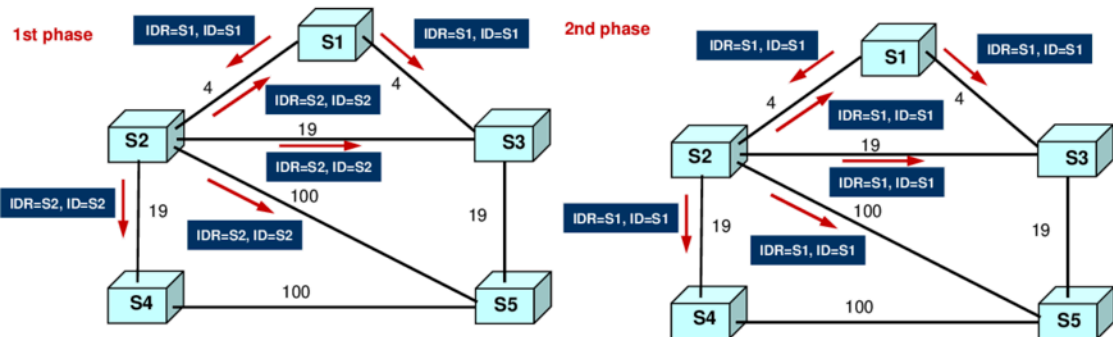 1st phase
IDR=S1, ID=S1
S1
IDR=S1, ID=S1
4
4
IDR=S2, ID=S2
S2
19
S3
IDR=S2, ID=S2
IDR=S2, ID=S2
19
100
19
IDR=S2, ID=S2
S4
100
S5
2nd phase
IDR=S1, ID=S1
S1
IDR=S1, ID=S1
4
4
IDR=S1, ID=S1
S2
19
S3
IDR=S1, ID=S1
IDR=S1, ID=S1
19
100
19
IDR=S1, ID=S1
S4
100
S5